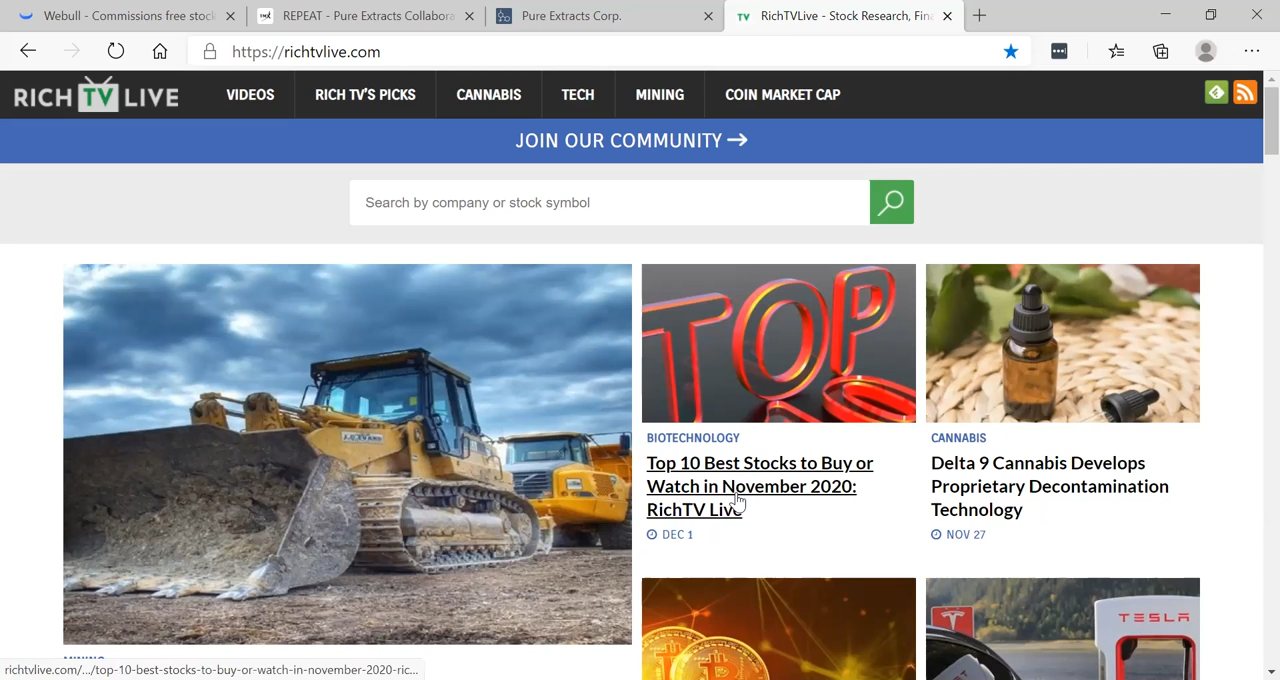 Webull - Commissions free stoc
REPEAT - Pure Extracts Collabora
Pure Extracts Corp.
RichTVLive - Stock Research, Fin
https://richtvlive.com
RICH TV LIVE
VIDEOS
RICH TV'S PICKS
CANNABIS
TECH
MINING
COIN MARKET CAP
JOIN OUR COMMUNITY →
Search by company or stock symbol
TOP
BIOTECHNOLOGY
Top 10 Best Stocks to Buy or
Watch in November 2020:
RichTV Live
DEC 1
CANNABIS
Delta 9 Cannabis Develops
Proprietary Decontamination
Technology
NOV 27
TESLA
MINING
richtvlive.com/.../top-10-best-stocks-to-buy-or-watch-in-november-2020-ric...